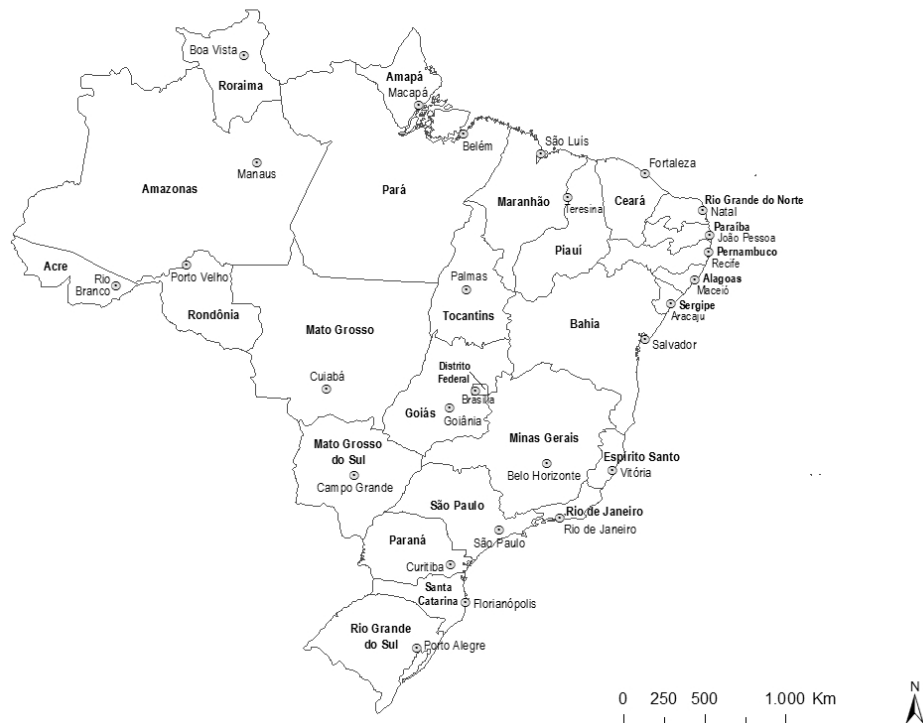 Boa Vista
Roraima
Amapá
Macapá
Belém
São Luis
Fortaleza
Manaus
Amazonas
Pará
Maranhão
Teresina
Ceará
Rio Grande do Norte
Natal
Paraíba
João Pessoa
Pernambuco
Recife
Piauí
Acre
Rio
Branco
Porto Velho
Rondônia
Palmas
Tocantins
Alagoas
Maceió
Sergipe
Aracaju
Bahia
Salvador
Mato Grosso
Cuiabá
Distrito
Federal
Brasília
Goiás
Goiânia
Minas Gerais
Belo Horizonte
Espírito Santo
Vitória
Mato Grosso
do Sul
Campo Grande
São Paulo
São Paulo
Rio de Janeiro
Rio de Janeiro
Paraná
Curitiba
Santa
Catarina
Florianópolis
Rio Grande
do Sul
Porto Alegre
0 250 500 1.000 Km
N